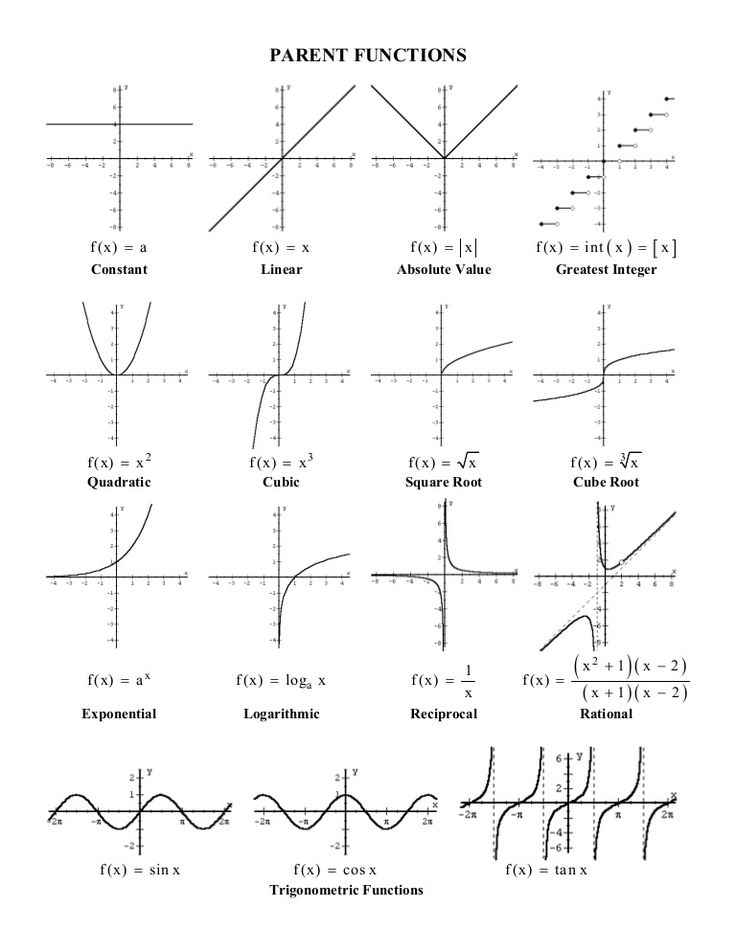 PARENT FUNCTIONS
f(x) = a
Constant
f(x) = x
Linear
f(x) = |x|
Absolute Value
f(x) = int(x) = [x]
Greatest Integer
f(x) = x²
Quadratic
f(x) = x³
Cubic
f(x) = √x
Square Root
f(x) = ∛x
Cube Root
f(x) = aˣ
Exponential
f(x) = logₐ x
Logarithmic
f(x) = 1/x
Reciprocal
f(x) = (x² + 1)(x − 2) / (x + 1)(x − 2)
Rational
f(x) = sin x
f(x) = cos x
f(x) = tan x
Trigonometric Functions